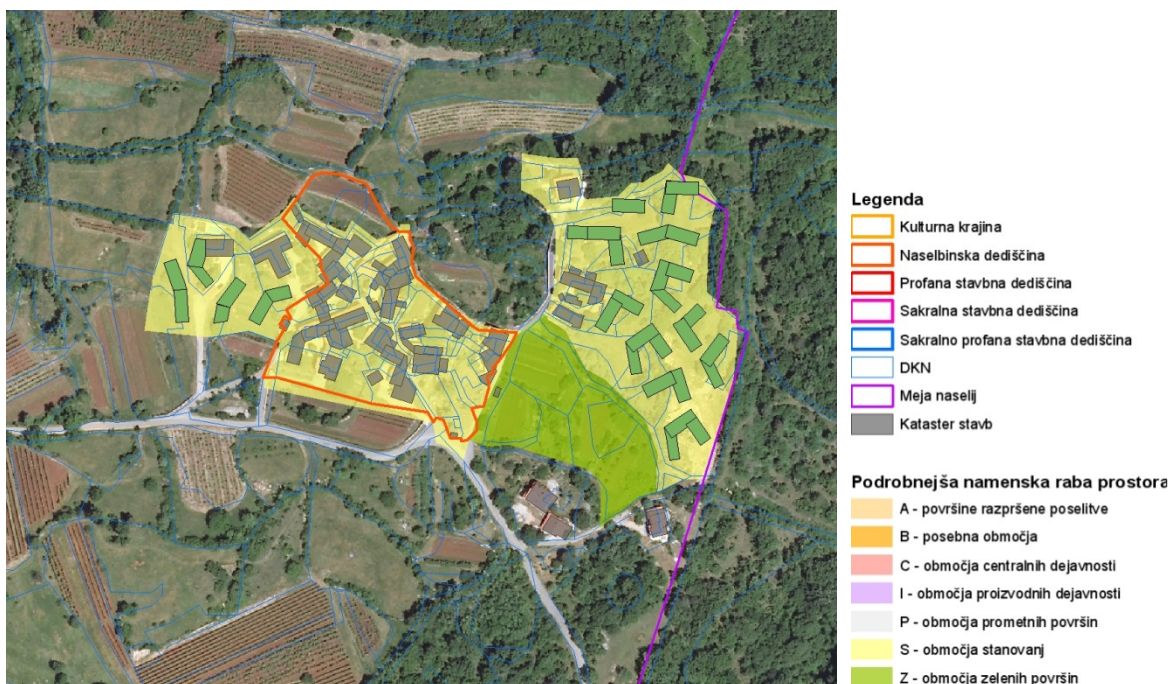 Legenda
Kulturna krajina
Naselbinska dediščina
Profana stavbna dediščina
Sakralna stavbna dediščina
Sakralno profana stavbna dediščina
DKN
Meja naselij
Kataster stavb
Podrobnejša namenska raba prostora
A - površine razpršene poselitve
B - posebna območja
C - območja centralnih dejavnosti
I - območja proizvodnih dejavnosti
P - območja prometnih površin
S - območja stanovanj
Z - območja zelenih površin